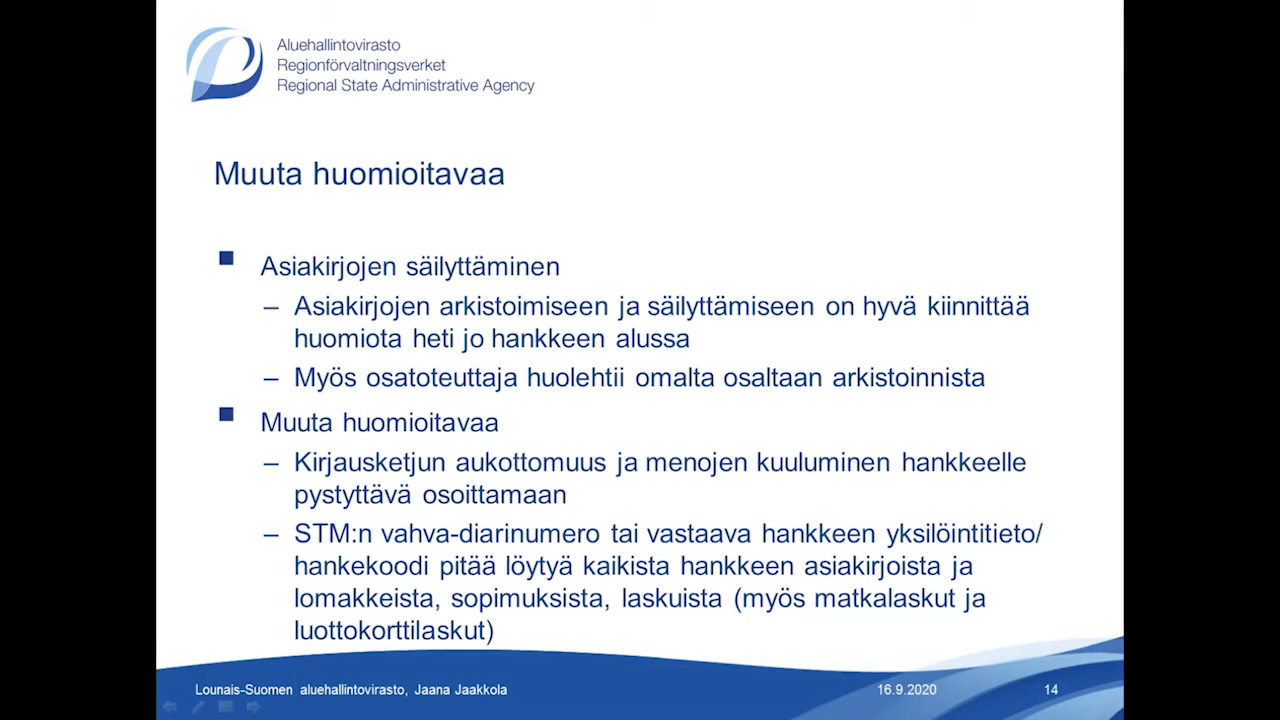 Aluehallintovirasto
Regionförvaltningsverket
Regional State Administrative Agency
Muuta huomioitavaa
Asiakirjojen säilyttäminen
– Asiakirjojen arkistoimiseen ja säilyttämiseen on hyvä kiinnittää
huomiota heti jo hankkeen alussa
– Myös osatoteuttaja huolehtii omalta osaltaan arkistoinnista
Muuta huomioitavaa
– Kirjausketjun aukottomuus ja menojen kuuluminen hankkeelle
pystyttävä osoittamaan
– STM:n vahva-diarinumero tai vastaava hankkeen yksilöintitieto/
hankekoodi pitää löytyä kaikista hankkeen asiakirjoista ja
lomakkeista, sopimuksista, laskuista (myös matkalaskut ja
luottokorttilaskut)
Lounais-Suomen aluehallintovirasto, Jaana Jaakkola 16.9.2020 14